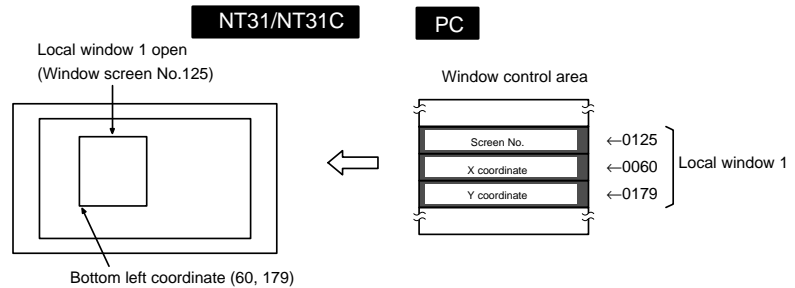 NT31/NT31C
PC
Local window 1 open
(Window screen No.125)
Window control area
Screen No.
←0125
X coordinate
←0060
Local window 1
Y coordinate
←0179
Bottom left coordinate (60, 179)